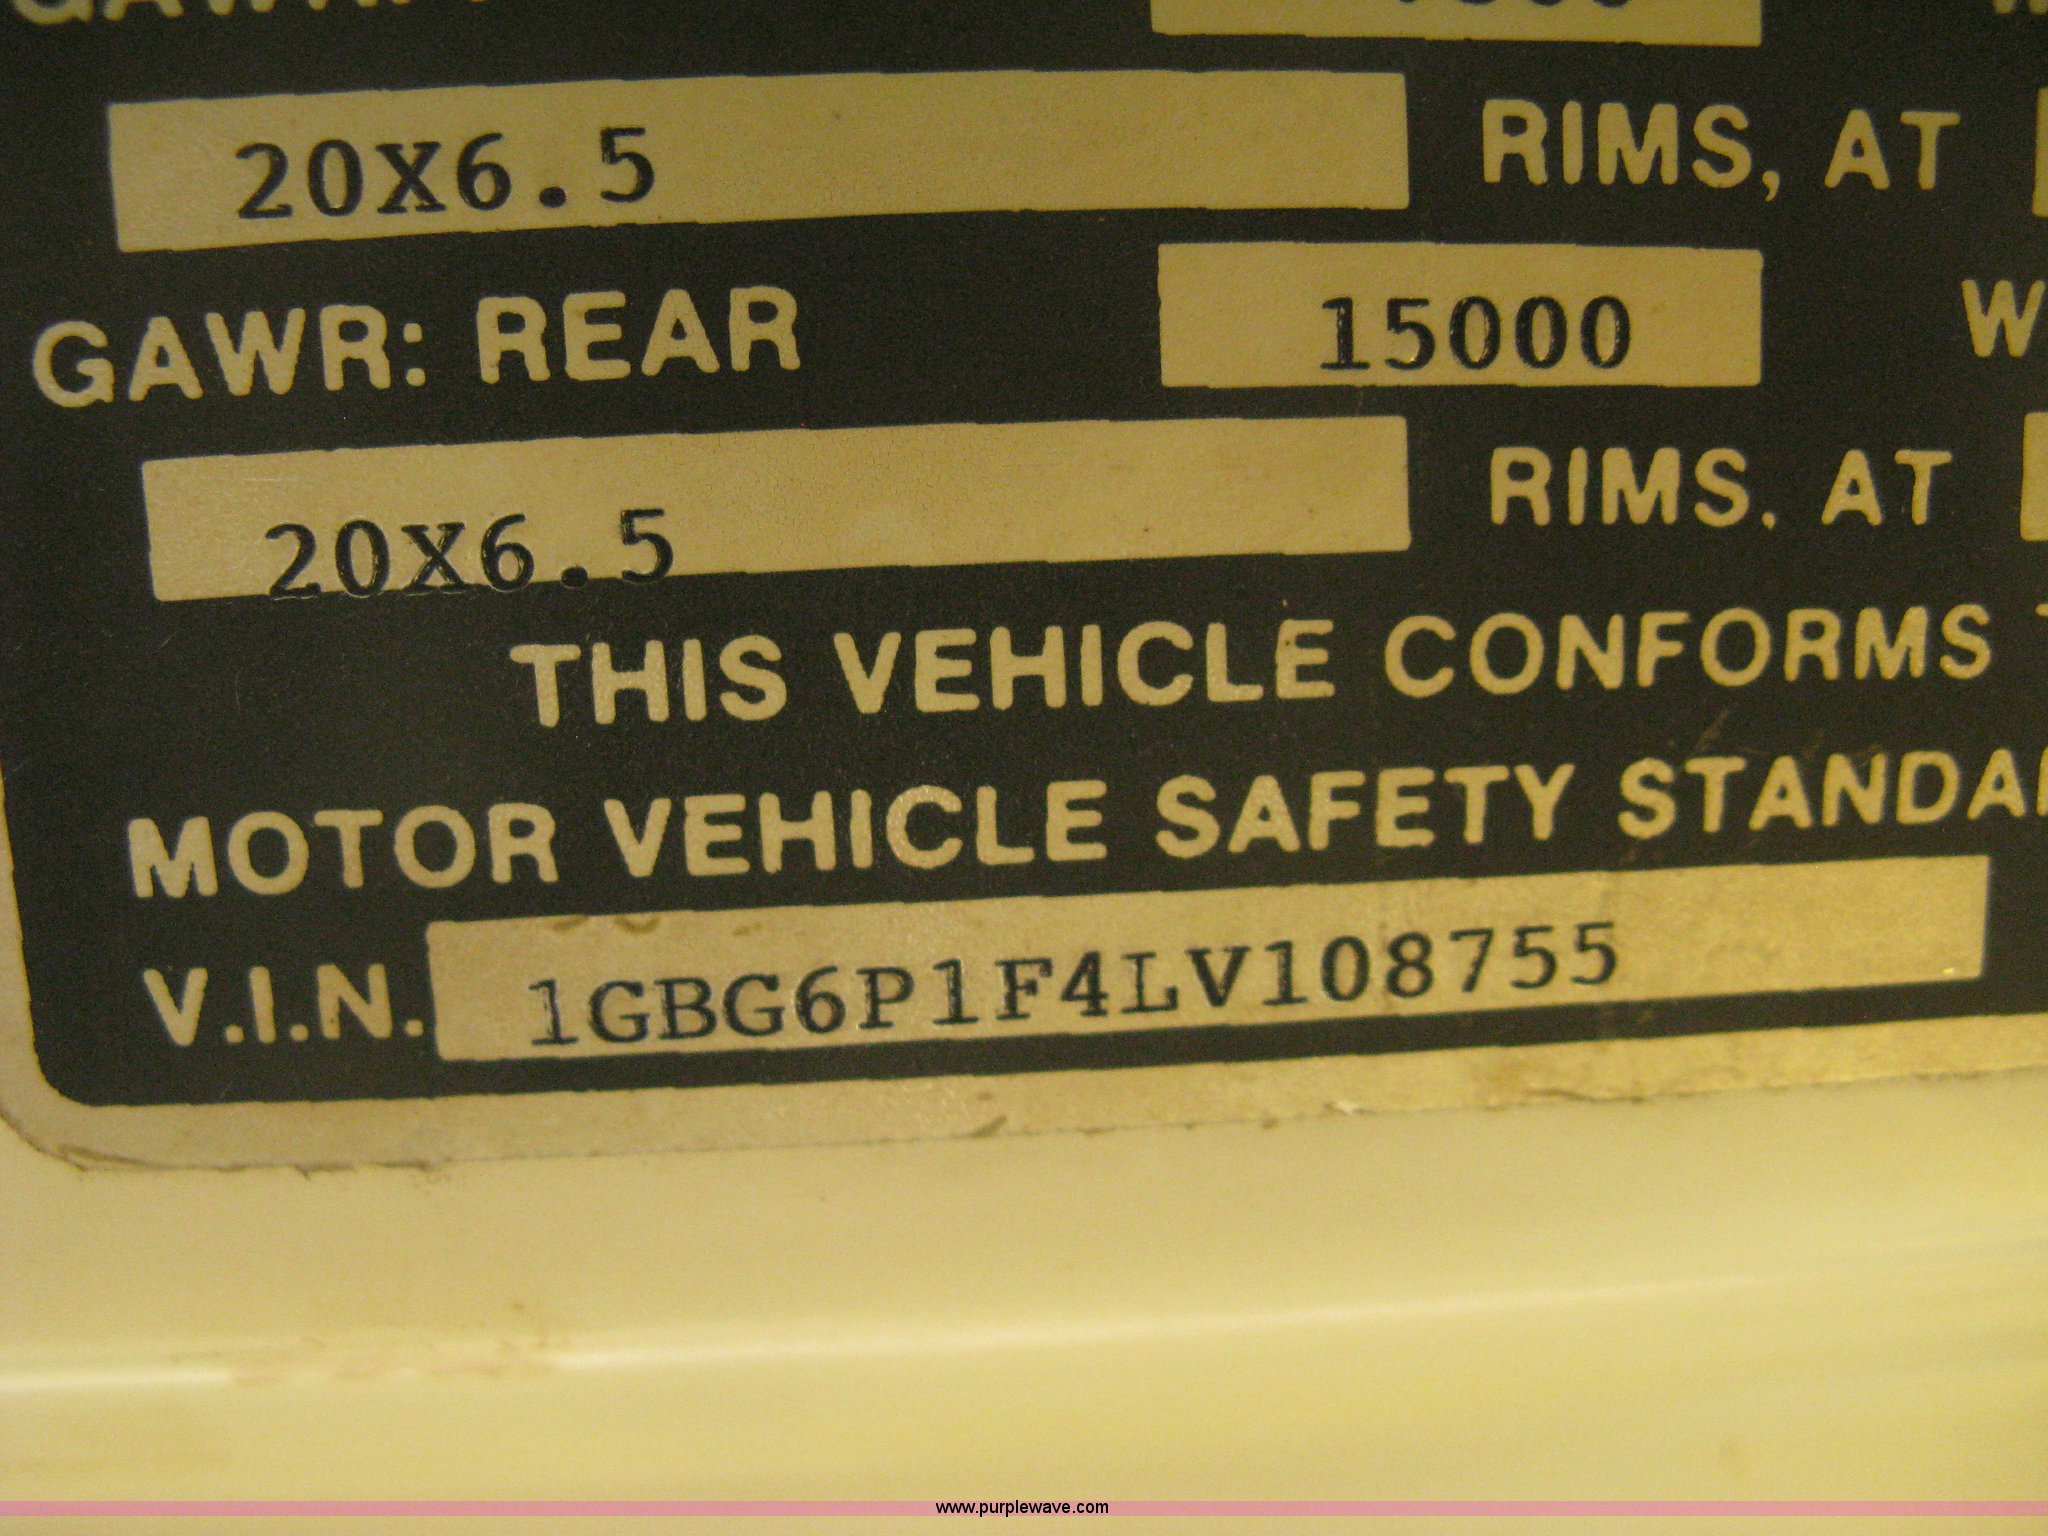 20X6.5 RIMS, AT
GAWR: REAR 15000
20X6.5 RIMS, AT
THIS VEHICLE CONFORMS
MOTOR VEHICLE SAFETY
V.I.N. 1GBG6P1F4LV108755
www.purplewave.com